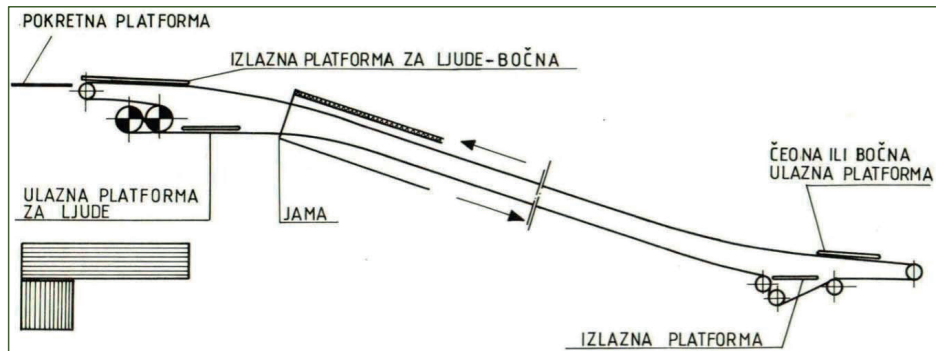 POKRETNA PLATFORMA
IZLAZNA PLATFORMA ZA LJUDE-BOČNA
ČEONA ILI BOČNA
ULAZNA PLATFORMA
ULAZNA PLATFORMA
ZA LJUDE
JAMA
IZLAZNA PLATFORMA